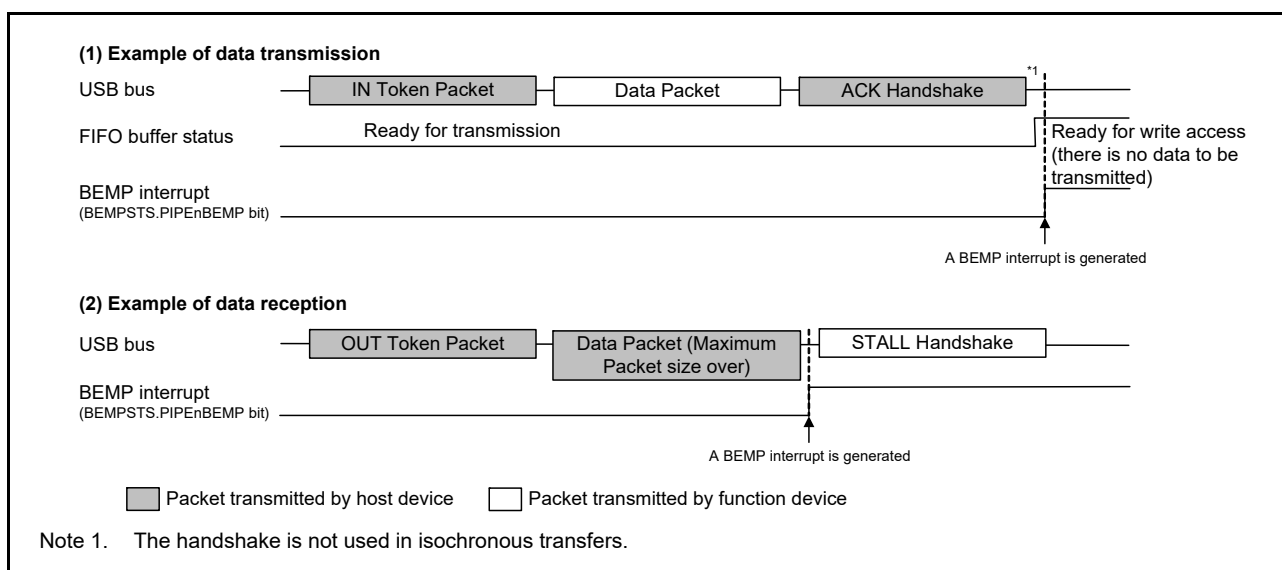 (1) Example of data transmission
USB bus
IN Token Packet
Data Packet
ACK Handshake
*1
FIFO buffer status
Ready for transmission
Ready for write access
(there is no data to be
transmitted)
BEMP interrupt
(BEMPSTS.PIPEnBEMP bit)
A BEMP interrupt is generated
(2) Example of data reception
USB bus
OUT Token Packet
Data Packet (Maximum
Packet size over)
STALL Handshake
BEMP interrupt
(BEMPSTS.PIPEnBEMP bit)
A BEMP interrupt is generated
Packet transmitted by host device
Packet transmitted by function device
Note 1. The handshake is not used in isochronous transfers.